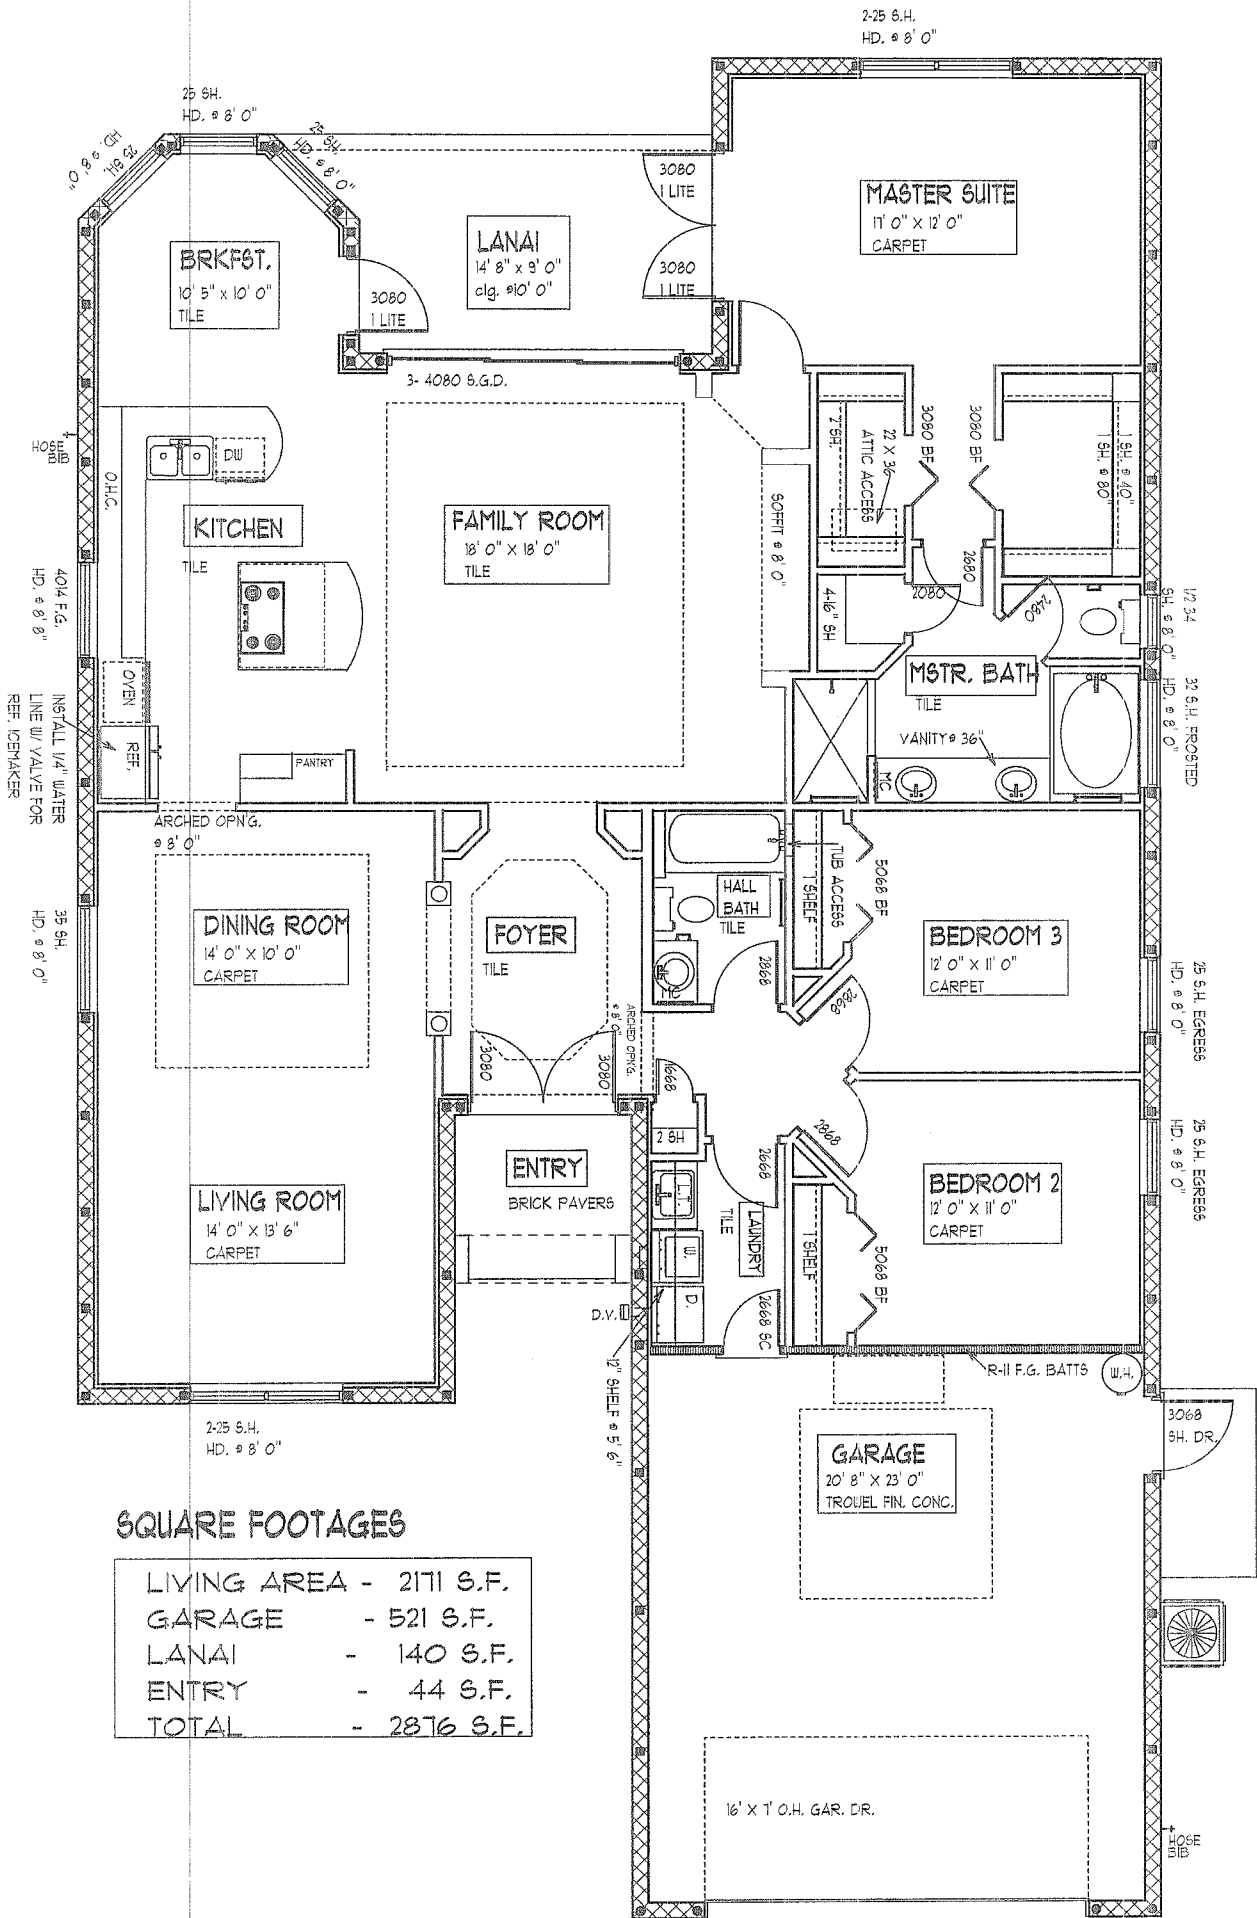 2-25 S.H.
HD. @ 8' 0"
25 SH.
HD. @ 8' 0"
25 SH.
HD. @ 8' 0"
25 SH.
HD. @ 8' 0"
3080
1 LITE
3080
1 LITE
MASTER SUITE
17' 0" X 12' 0"
CARPET
LANAI
14' 8" x 9' 0"
clg. @10' 0"
BRKFST.
10' 5" x 10' 0"
TILE
3080
1 LITE
3- 4080 S.G.D.
HOSE
BIB
O.H.C.
DW
KITCHEN
TILE
FAMILY ROOM
18' 0" X 18' 0"
TILE
SOFFIT @ 8' 0"
2 SH.
22 X 36
ATTIC ACCESS
3080 BF
3080 BF
1 SH. @ 40"
1 SH. @ 80"
2680
2080
2480
4-16" SH
1/2 34
SH. @ 8' 0"
4014 F.G.
HD. @ 8' 8"
OVEN
REF.
INSTALL 1/4" WATER
LINE W/ VALVE FOR
REF. ICEMAKER
PANTRY
MSTR. BATH
TILE
VANITY @ 36"
MC
32 S.H. FROSTED
HD. @ 8' 0"
ARCHED OPN'G.
@ 8' 0"
DINING ROOM
14' 0" X 10' 0"
CARPET
35 SH.
HD. @ 8' 0"
FOYER
TILE
3080
3080
ARCHED OPN'G.
@ 8' 0"
HALL
BATH
TILE
MC
2868
TUB ACCESS
1 SHELF
5068 BF
2868
BEDROOM 3
12' 0" X 11' 0"
CARPET
25 S.H. EGRESS
HD. @ 8' 0"
1668
2 SH
2868
BEDROOM 2
12' 0" X 11' 0"
CARPET
25 S.H. EGRESS
HD. @ 8' 0"
ENTRY
BRICK PAVERS
LIVING ROOM
14' 0" X 13' 6"
CARPET
2668
L.T.
W.
D.
TILE
LAUNDRY
2668 SC
1 SHELF
5068 BF
D.V.
12" SHELF @ 5' 6"
R-11 F.G. BATTS
W.H.
3068
SH. DR.
2-25 S.H.
HD. @ 8' 0"
GARAGE
20' 8" X 23' 0"
TROWEL FIN. CONC.
SQUARE FOOTAGES
LIVING AREA - 2171 S.F.
GARAGE - 521 S.F.
LANAI - 140 S.F.
ENTRY - 44 S.F.
TOTAL - 2876 S.F.
16' X 7' O.H. GAR. DR.
HOSE
BIB